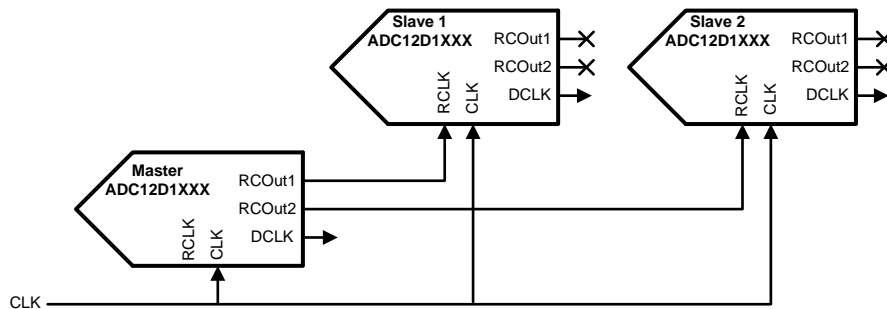 Slave 1
ADC12D1XXX
RCOut1
RCOut2
DCLK
RCLK
CLK
Slave 2
ADC12D1XXX
RCOut1
RCOut2
DCLK
RCLK
CLK
Master
ADC12D1XXX
RCOut1
RCOut2
DCLK
RCLK
CLK
CLK